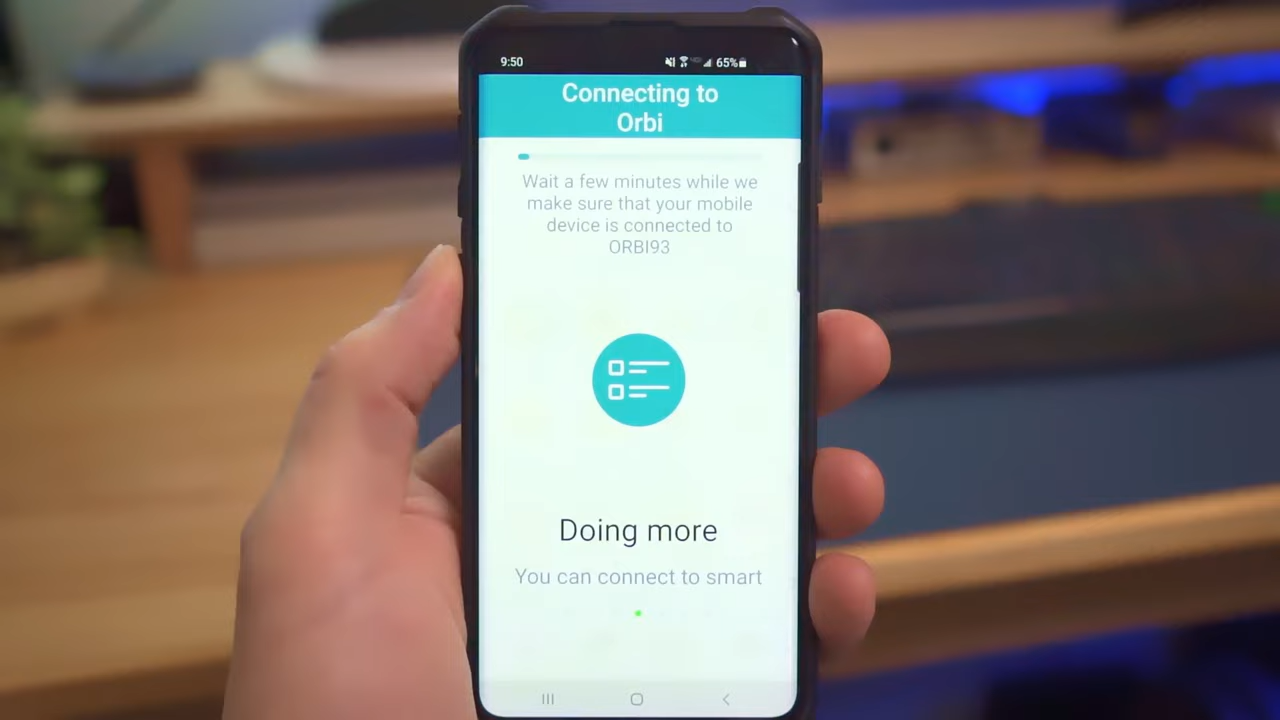 9:50
65%
Connecting to
Orbi
Wait a few minutes while we
make sure that your mobile
device is connected to
ORBI93
Doing more
You can connect to smart